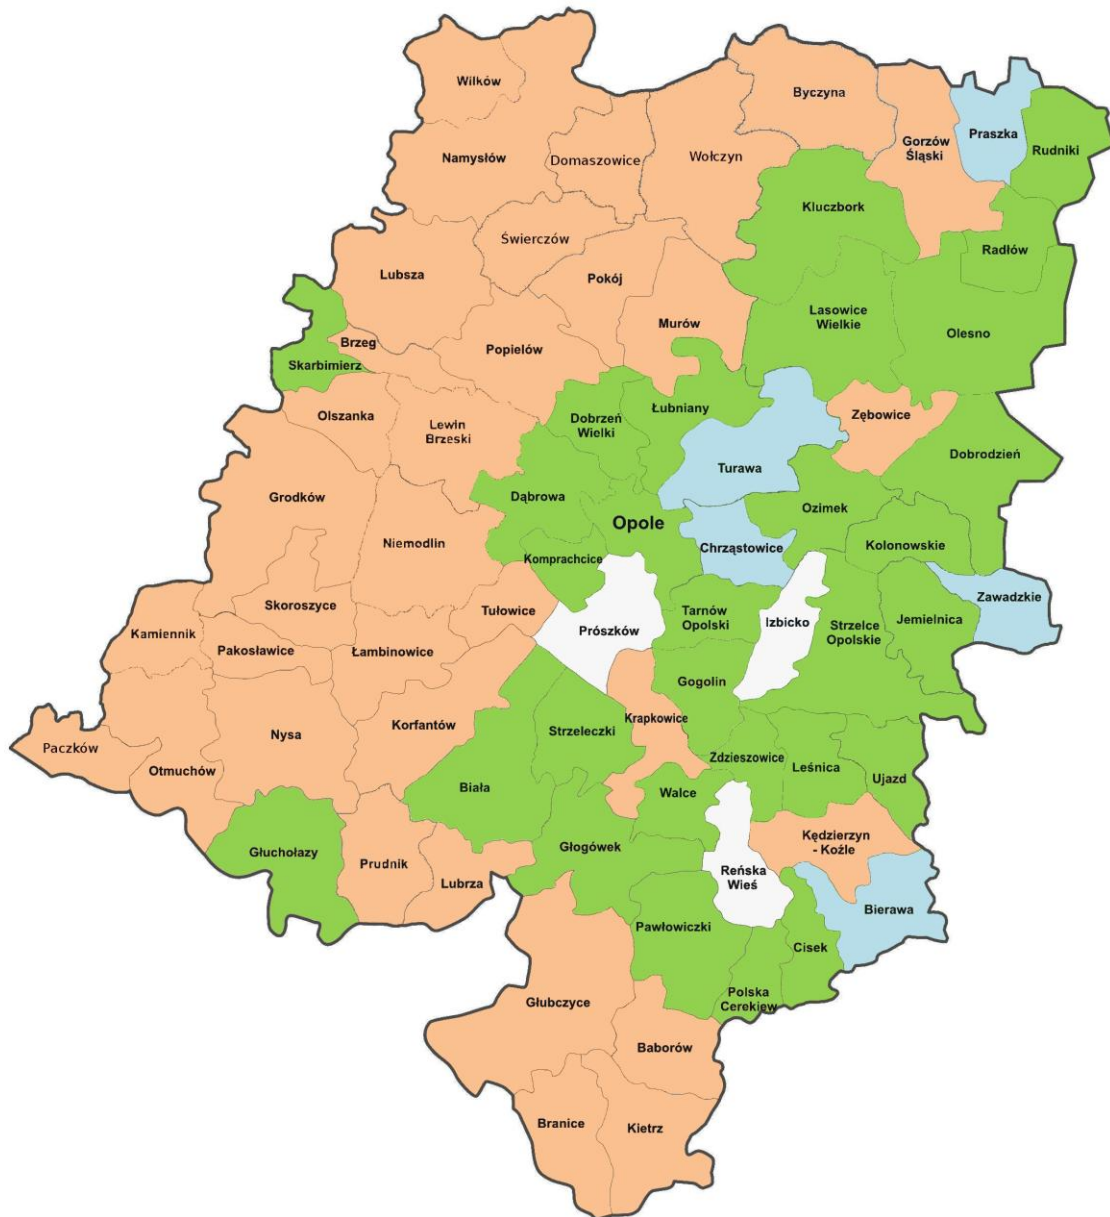 Wilków
Byczyna
Praszka
Gorzów
Śląski
Rudniki
Namysłów
Domaszowice
Wołczyn
Kluczbork
Świerczów
Radłów
Lubsza
Pokój
Lasowice
Wielkie
Murów
Olesno
Brzeg
Popielów
Skarbimierz
Olszanka
Lewin
Brzeski
Dobrzeń
Wielki
Łubniany
Zębowice
Dobrodzień
Turawa
Grodków
Dąbrowa
Ozimek
Opole
Niemodlin
Chrząstowice
Kolonowskie
Komprachcice
Skoroszyce
Tułowice
Zawadzkie
Tarnów
Opolski
Izbicko
Strzelce
Opolskie
Jemielnica
Kamiennik
Prószków
Pakosławice
Łambinowice
Gogolin
Korfantów
Krapkowice
Nysa
Strzeleczki
Paczków
Zdzieszowice
Leśnica
Otmuchów
Ujazd
Biała
Walce
Kędzierzyn
- Koźle
Głuchołazy
Głogówek
Prudnik
Lubrza
Reńska
Wieś
Bierawa
Pawłowiczki
Cisek
Polska
Cerekiew
Głubczyce
Baborów
Branice
Kietrz